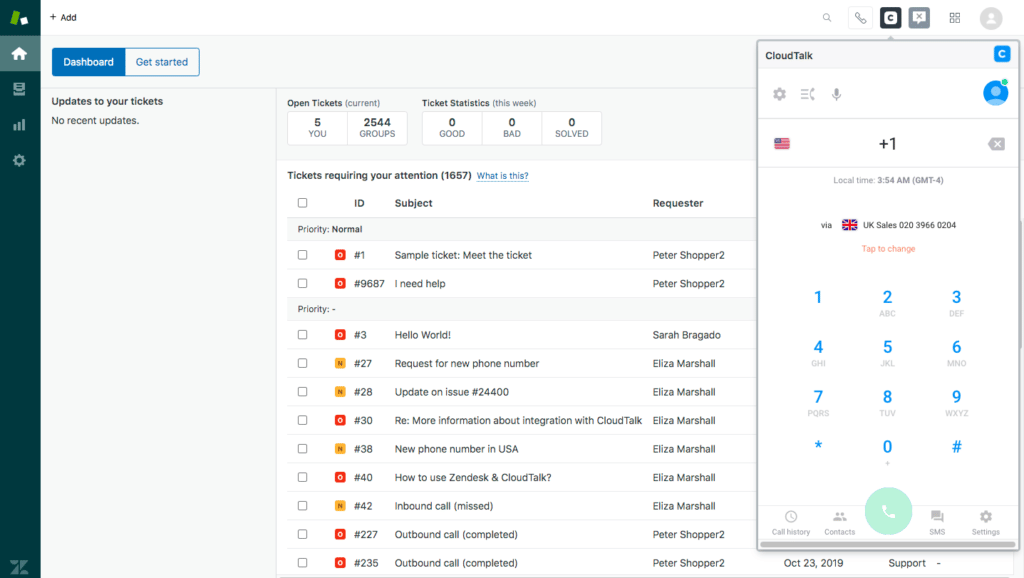 + Add
Dashboard Get started
Updates to your tickets
No recent updates.
Open Tickets (current)
5 2544
YOU GROUPS
Ticket Statistics (this week)
0 0 0
GOOD BAD SOLVED
Tickets requiring your attention (1657) What is this?
ID Subject Requester
Priority: Normal
O #1 Sample ticket: Meet the ticket Peter Shopper2
O #9687 I need help Peter Shopper2
Priority: -
O #3 Hello World! Sarah Bragado
N #27 Request for new phone number Eliza Marshall
N #28 Update on issue #24400 Eliza Marshall
O #30 Re: More information about integration with CloudTalk Eliza Marshall
N #38 New phone number in USA Eliza Marshall
O #40 How to use Zendesk & CloudTalk? Eliza Marshall
N #42 Inbound call (missed) Eliza Marshall
O #227 Outbound call (completed) Peter Shopper2
O #235 Outbound call (completed) Peter Shopper2 Oct 23, 2019 Support -
C
CloudTalk C
+1
Local time: 3:54 AM (GMT-4)
via UK Sales 020 3966 0204
Tap to change
1 2 3
ABC DEF
4 5 6
GHI JKL MNO
7 8 9
PQRS TUV WXYZ
* 0 #
+
Call history Contacts SMS Settings